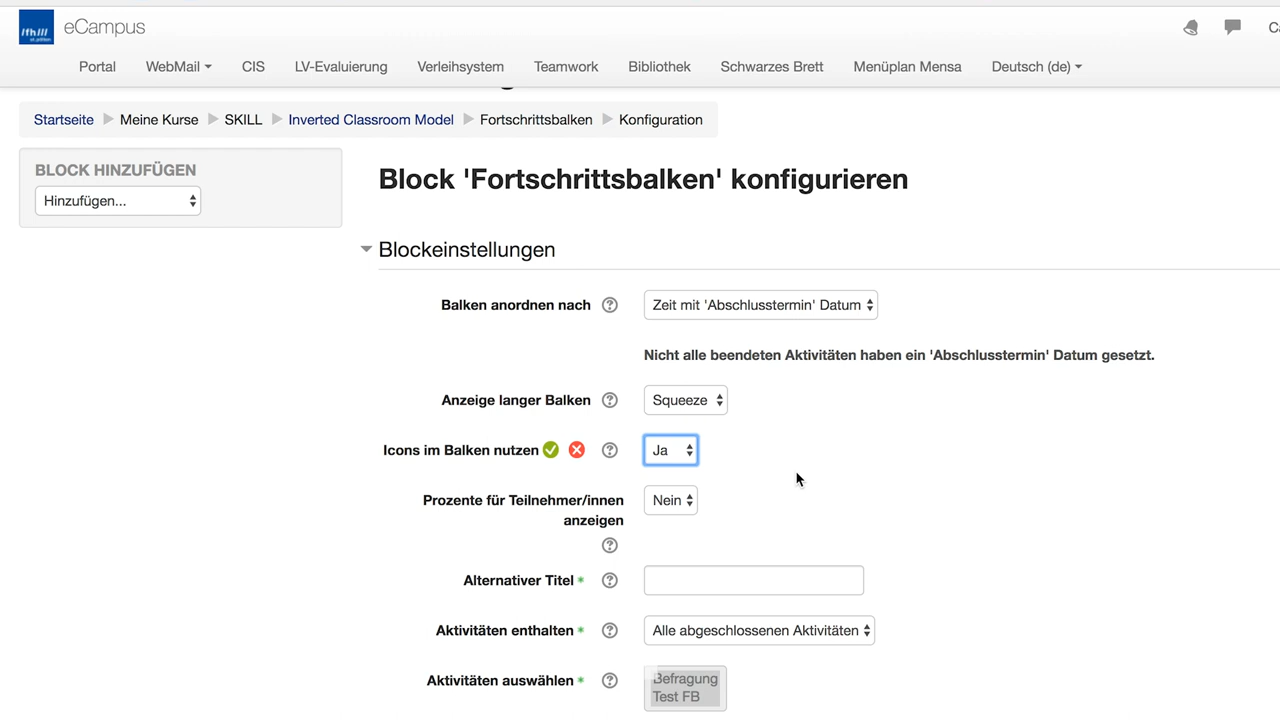 /fh///
st.pölten
eCampus
Portal WebMail CIS LV-Evaluierung Verleihsystem Teamwork Bibliothek Schwarzes Brett Menüplan Mensa Deutsch (de)
Startseite Meine Kurse SKILL Inverted Classroom Model Fortschrittsbalken Konfiguration
BLOCK HINZUFÜGEN
Hinzufügen...
Block 'Fortschrittsbalken' konfigurieren
Blockeinstellungen
Balken anordnen nach Zeit mit 'Abschlusstermin' Datum
Nicht alle beendeten Aktivitäten haben ein 'Abschlusstermin' Datum gesetzt.
Anzeige langer Balken Squeeze
Icons im Balken nutzen Ja
Prozente für Teilnehmer/innen Nein
anzeigen
Alternativer Titel *
Aktivitäten enthalten * Alle abgeschlossenen Aktivitäten
Aktivitäten auswählen * Befragung
Test FB